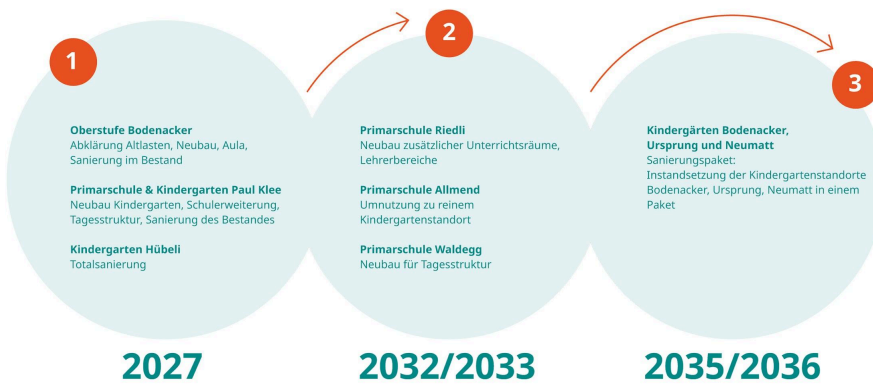 1
Oberstufe Bodenacker
Abklärung Altlasten, Neubau, Aula,
Sanierung im Bestand
Primarschule & Kindergarten Paul Klee
Neubau Kindergarten, Schulerweiterung,
Tagesstruktur, Sanierung des Bestandes
Kindergarten Hübeli
Totalsanierung
2027
2
Primarschule Riedli
Neubau zusätzlicher Unterrichtsräume,
Lehrerbereiche
Primarschule Allmend
Umnutzung zu reinem
Kindergartenstandort
Primarschule Waldegg
Neubau für Tagesstruktur
2032/2033
3
Kindergärten Bodenacker,
Ursprung und Neumatt
Sanierungspaket:
Instandsetzung der Kindergartenstandorte
Bodenacker, Ursprung, Neumatt in einem
Paket
2035/2036